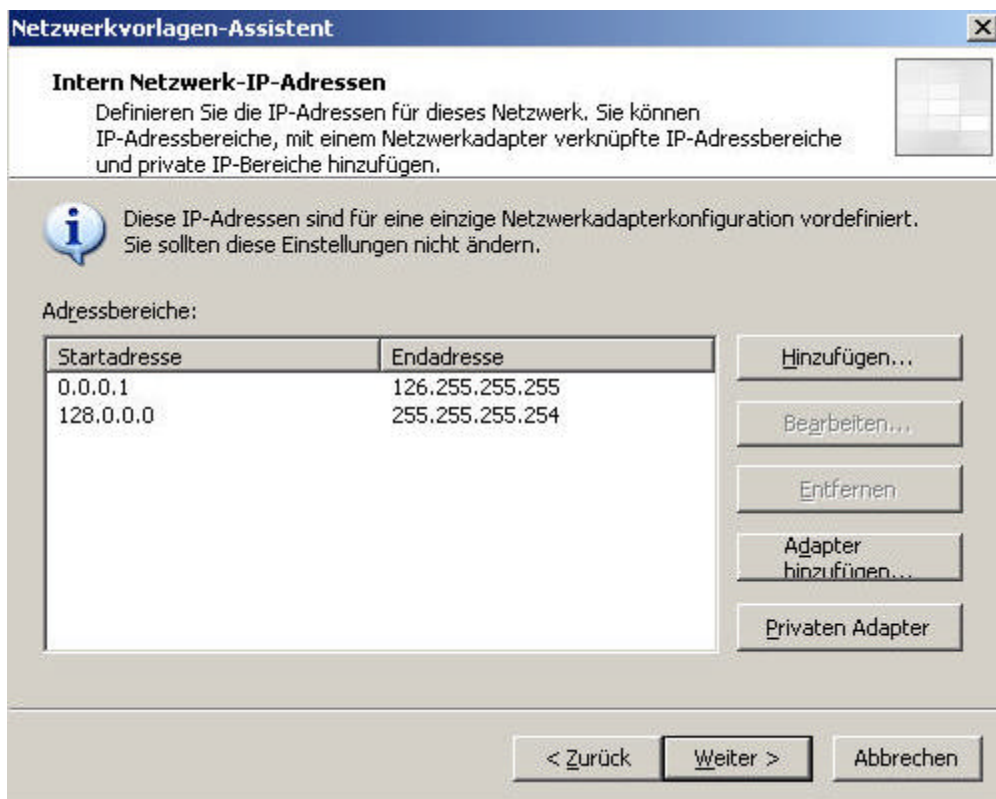 Netzwerkvorlagen-Assistent
Intern Netzwerk-IP-Adressen
Definieren Sie die IP-Adressen für dieses Netzwerk. Sie können
IP-Adressbereiche, mit einem Netzwerkadapter verknüpfte IP-Adressbereiche
und private IP-Bereiche hinzufügen.
Diese IP-Adressen sind für eine einzige Netzwerkadapterkonfiguration vordefiniert.
Sie sollten diese Einstellungen nicht ändern.
Adressbereiche:
Startadresse Endadresse
0.0.0.1 126.255.255.255
128.0.0.0 255.255.255.254
Hinzufügen...
Bearbeiten...
Entfernen
Adapter
hinzufügen...
Privaten Adapter
< Zurück Weiter > Abbrechen